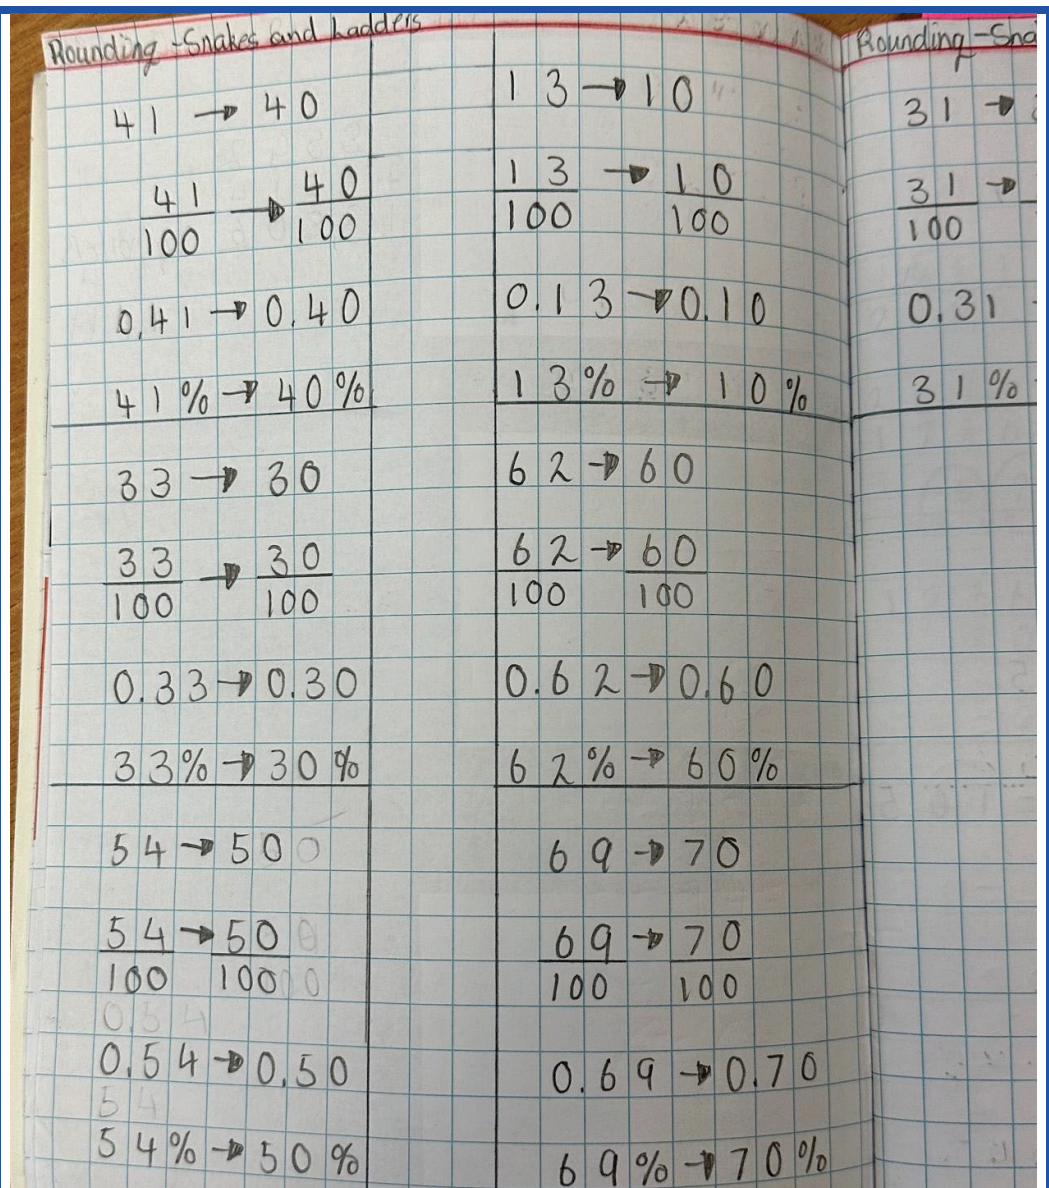 Rounding - Snakes and Ladders
41 → 40
41/100 → 40/100
0.41 → 0.40
41% → 40%
33 → 30
33/100 → 30/100
0.33 → 0.30
33% → 30%
54 → 50
54/100 → 50/100
0.54
0.54 → 0.50
54
54% → 50%
13 → 10
13/100 → 10/100
0.13 → 0.10
13% → 10%
62 → 60
62/100 → 60/100
0.62 → 0.60
62% → 60%
69 → 70
69/100 → 70/100
0.69 → 0.70
69% → 70%
Rounding - Sna
31 →
31/100 →
0.31
31%